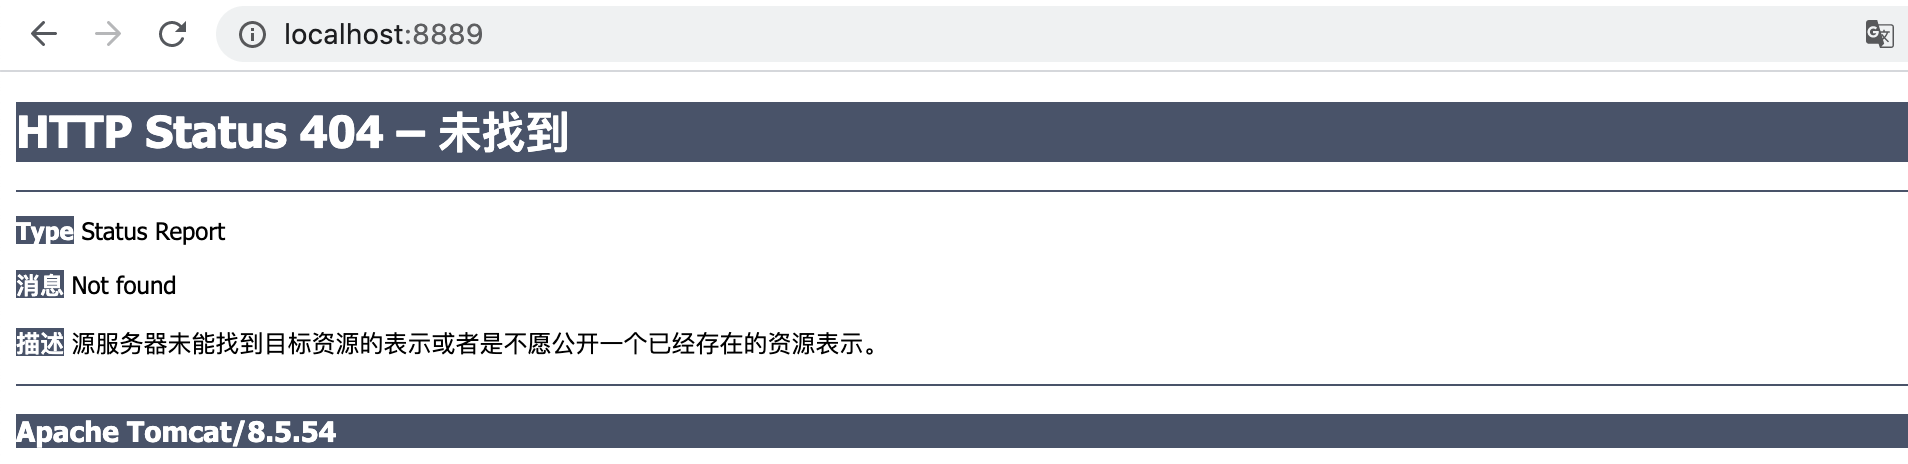 localhost:8889
HTTP Status 404 – 未找到
Type Status Report
消息 Not found
描述 源服务器未能找到目标资源的表示或者是不愿公开一个已经存在的资源表示。
Apache Tomcat/8.5.54